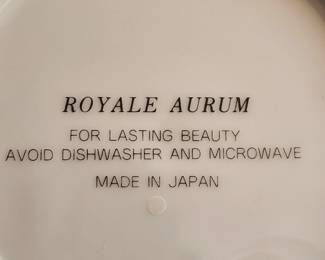 ROYALE AURUM
FOR LASTING BEAUTY
AVOID DISHWASHER AND MICROWAVE
MADE IN JAPAN